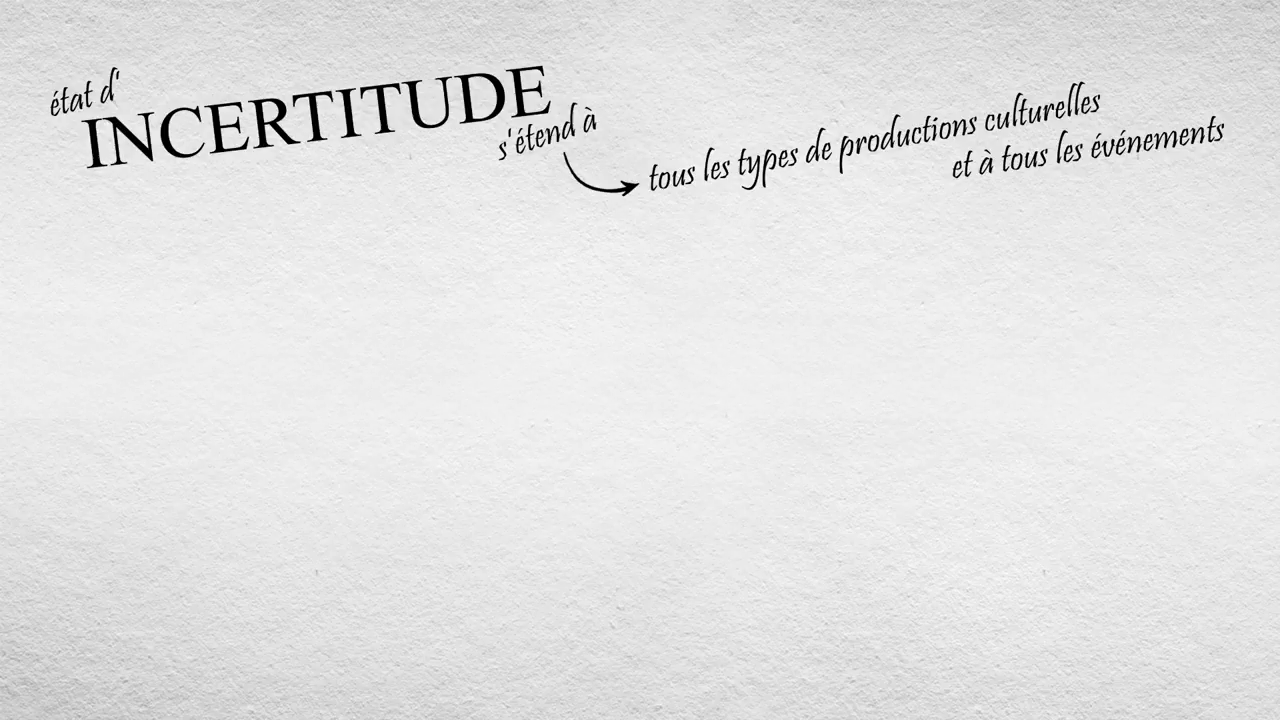 état d'
INCERTITUDE
s'étend à
tous les types de productions culturelles
et à tous les événements